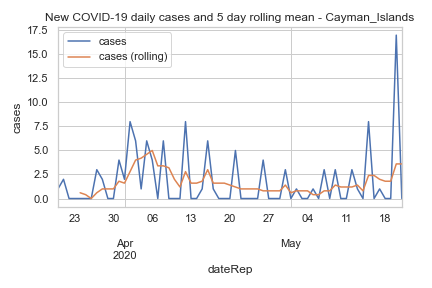 New COVID-19 daily cases and 5 day rolling mean - Cayman_Islands
cases
cases (rolling)
cases
17.5
15.0
12.5
10.0
7.5
5.0
2.5
0.0
23 30 06 13 20 27 04 11 18
Apr May
2020
dateRep